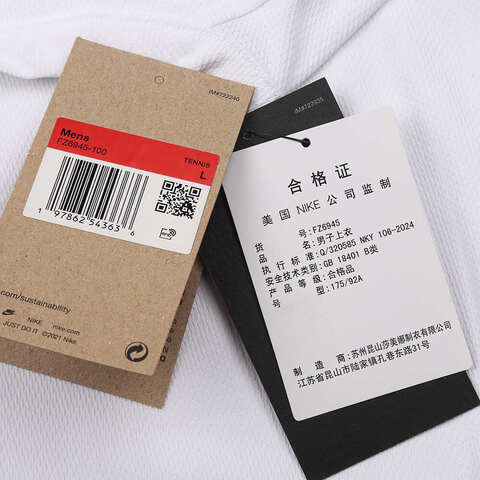 IM#723240
Mens
FZ6945-100
TENNIS
L
1 97862 54363 6
com/sustainability
NIKE nike.com
JUST DO IT ©2021 Nike
IM#723935
合格证
美国 NIKE 公司监制
货号:FZ6945
品名:男子上衣
执行标准:Q/320585 NKY 106-2024
安全技术类别:GB 18401 B类
产品等级:合格品
号型:175/92A
制造商:苏州昆山莎美娜制衣有限公司
江苏省昆山市陆家镇孔巷东路31号